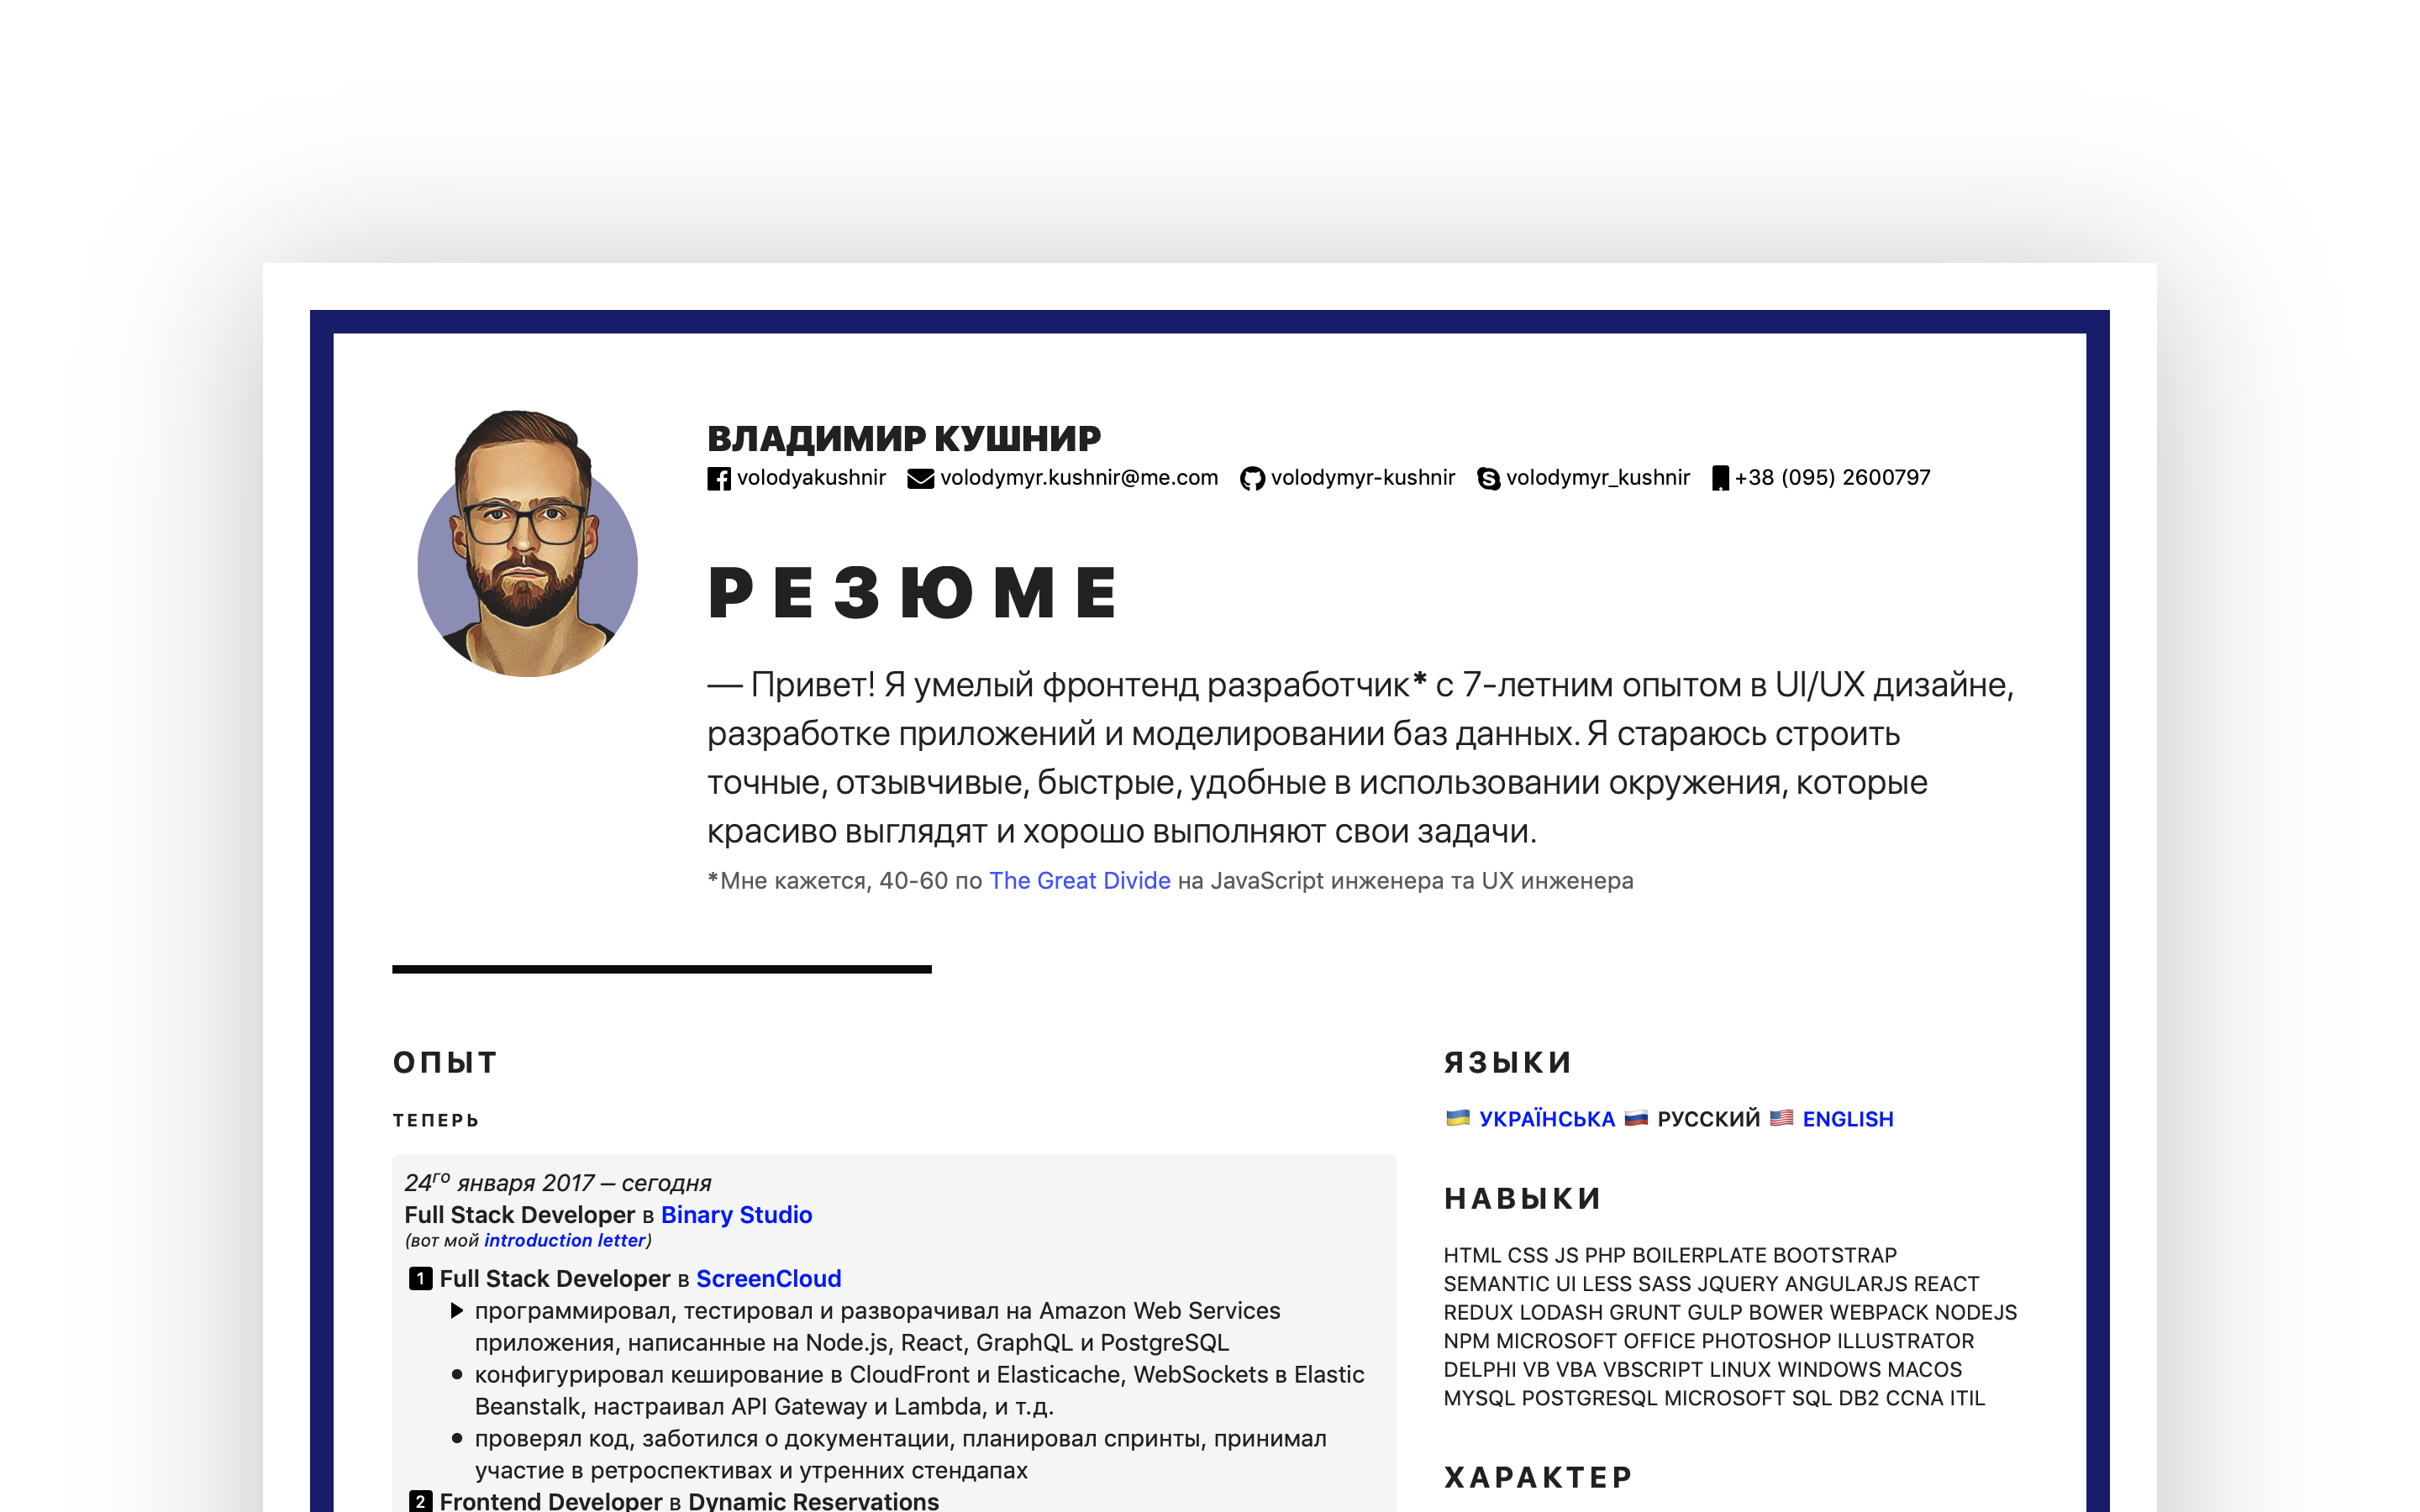 ВЛАДИМИР КУШНИР
volodyakushnir volodymyr.kushnir@me.com volodymyr-kushnir volodymyr_kushnir +38 (095) 2600797
РЕЗЮМЕ
— Привет! Я умелый фронтенд разработчик* с 7-летним опытом в UI/UX дизайне,
разработке приложений и моделировании баз данных. Я стараюсь строить
точные, отзывчивые, быстрые, удобные в использовании окружения, которые
красиво выглядят и хорошо выполняют свои задачи.
*Мне кажется, 40-60 по The Great Divide на JavaScript инженера та UX инженера
ОПЫТ
ТЕПЕРЬ
24го января 2017 — сегодня
Full Stack Developer в Binary Studio
(вот мой introduction letter)
1 Full Stack Developer в ScreenCloud
программировал, тестировал и разворачивал на Amazon Web Services
приложения, написанные на Node.js, React, GraphQL и PostgreSQL
конфигурировал кеширование в CloudFront и Elasticache, WebSockets в Elastic
Beanstalk, настраивал API Gateway и Lambda, и т.д.
проверял код, заботился о документации, планировал спринты, принимал
участие в ретроспективах и утренних стендапах
2 Frontend Developer в Dynamic Reservations
ЯЗЫКИ
УКРАЇНСЬКА РУССКИЙ ENGLISH
НАВЫКИ
HTML CSS JS PHP BOILERPLATE BOOTSTRAP
SEMANTIC UI LESS SASS JQUERY ANGULARJS REACT
REDUX LODASH GRUNT GULP BOWER WEBPACK NODEJS
NPM MICROSOFT OFFICE PHOTOSHOP ILLUSTRATOR
DELPHI VB VBA VBSCRIPT LINUX WINDOWS MACOS
MYSQL POSTGRESQL MICROSOFT SQL DB2 CCNA ITIL
ХАРАКТЕР